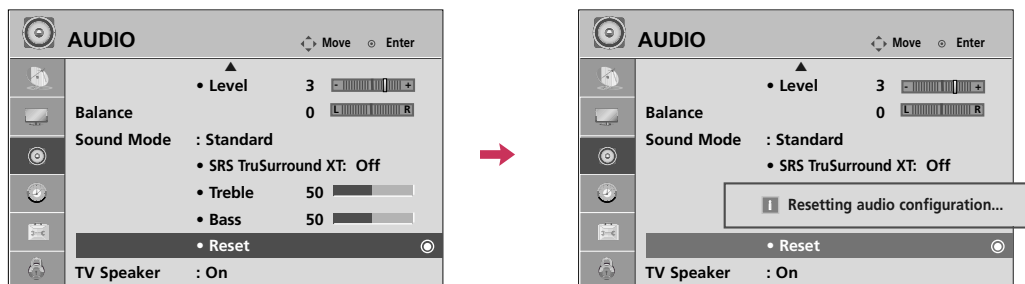 AUDIO
Move
Enter
• Level 3 - +
Balance 0 L R
Sound Mode : Standard
• SRS TruSurround XT: Off
• Treble 50
• Bass 50
• Reset
TV Speaker : On
AUDIO
Move
Enter
• Level 3 - +
Balance 0 L R
Sound Mode : Standard
• SRS TruSurround XT: Off
Resetting audio configuration...
• Reset
TV Speaker : On